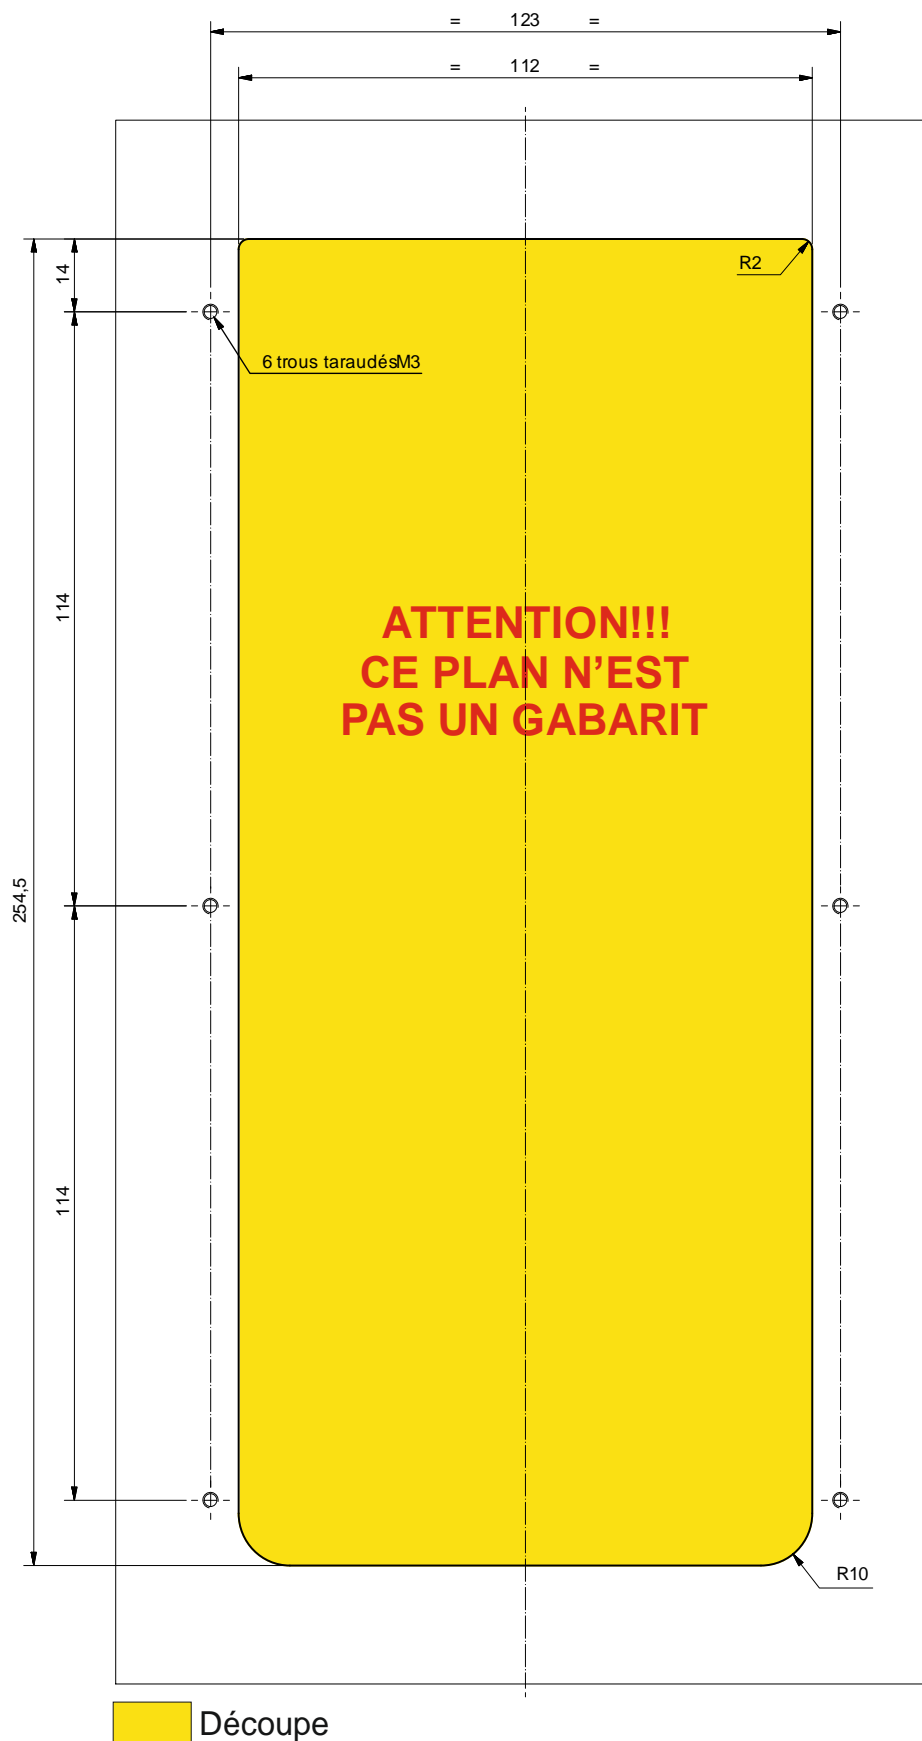 = 123 =
= 112 =
14
R2
6 trous taraudésM3
114
ATTENTION!!!
CE PLAN N’EST
PAS UN GABARIT
254,5
114
R10
Découpe